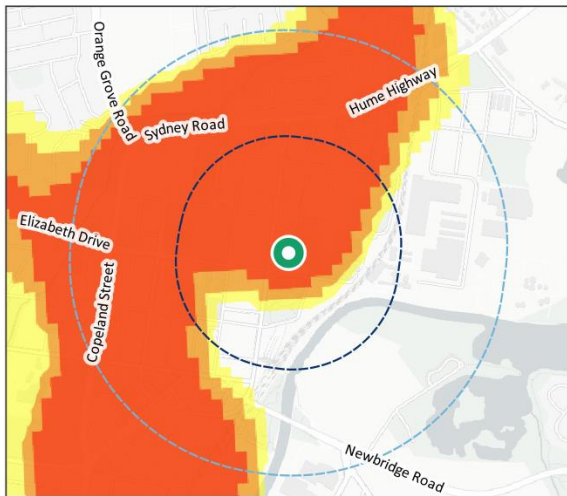 Orange Grove Road
Sydney Road
Hume Highway
Elizabeth Drive
Copeland Street
Newbridge Road